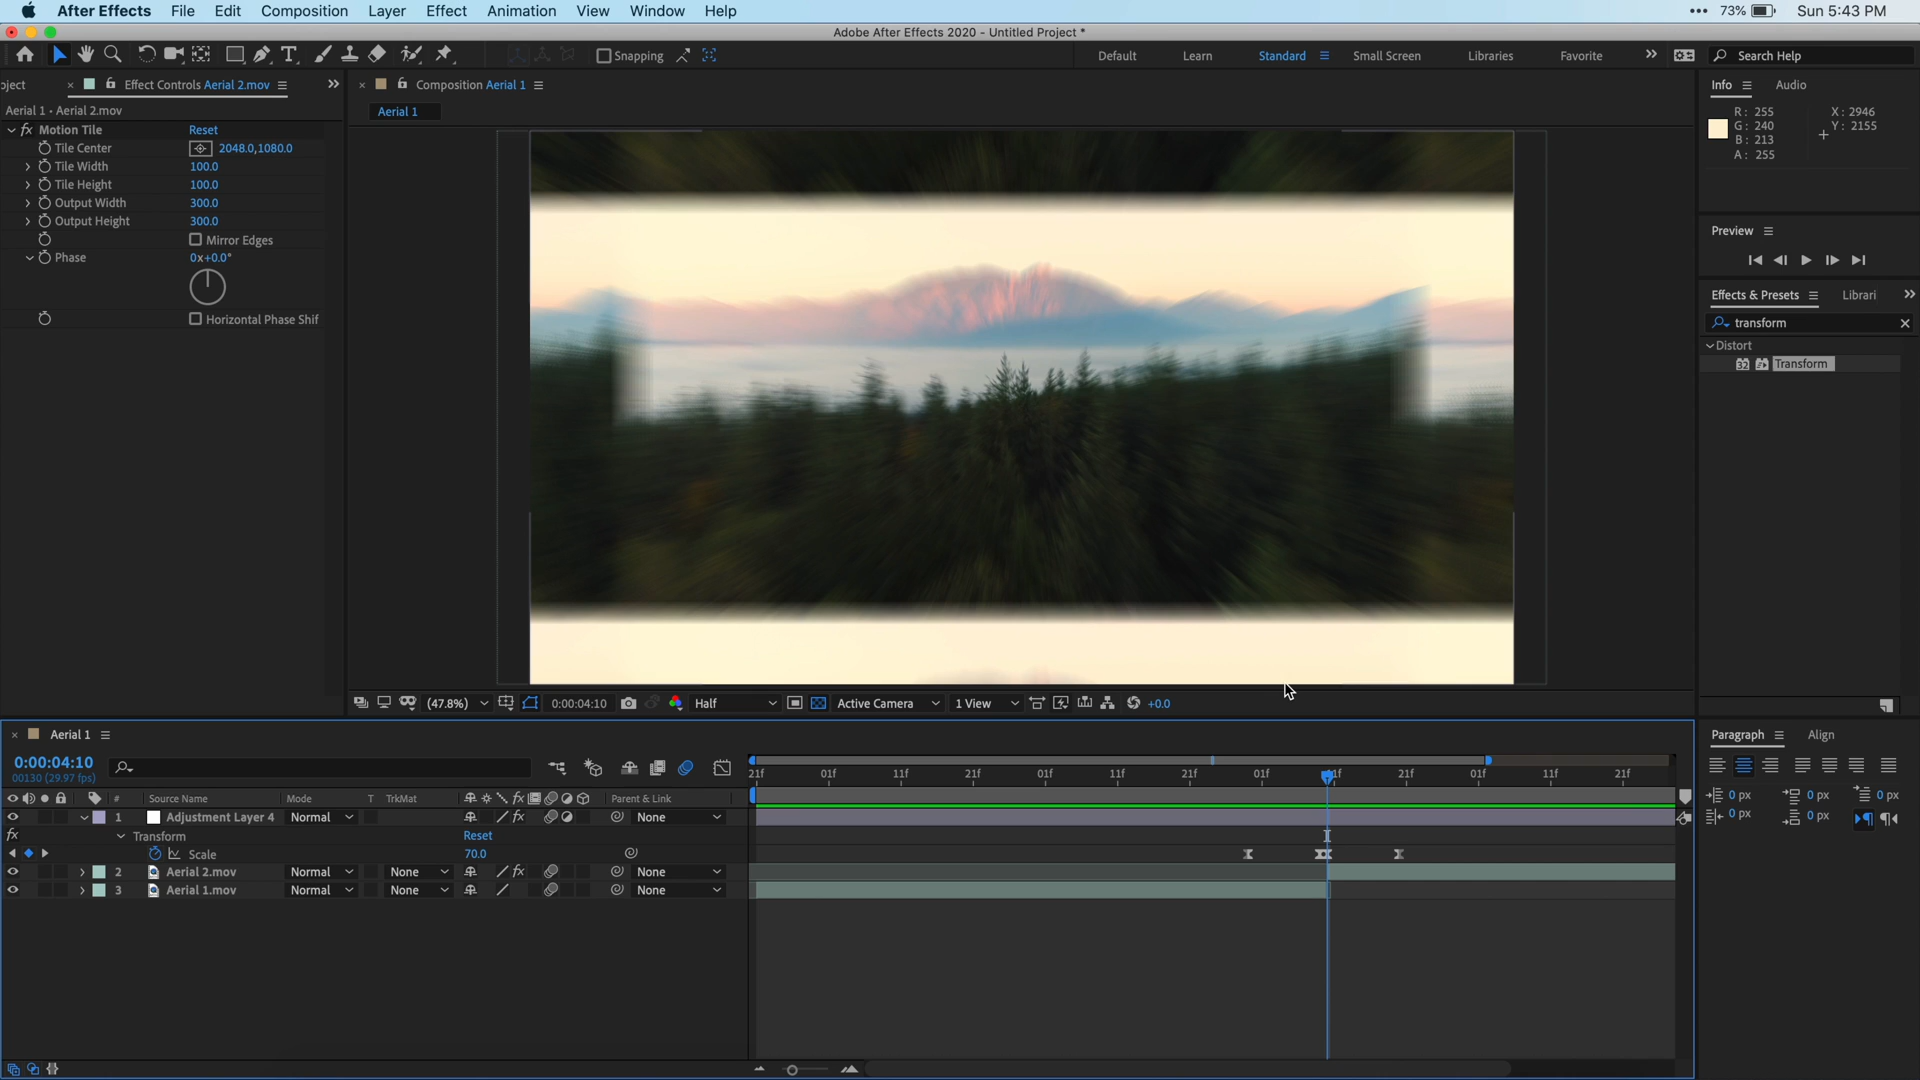 After Effects File Edit Composition Layer Effect Animation View Window Help 73% Sun 5:43 PM
Adobe After Effects 2020 - Untitled Project *
Snapping Default Learn Standard Small Screen Libraries Favorite Search Help
oject Effect Controls Aerial 2.mov
Aerial 1 • Aerial 2.mov
fx Motion Tile Reset
Tile Center 2048.0,1080.0
Tile Width 100.0
Tile Height 100.0
Output Width 300.0
Output Height 300.0
Mirror Edges
Phase 0x+0.0°
Horizontal Phase Shif
Composition Aerial 1
Aerial 1
(47.8%) 0:00:04:10 Half Active Camera 1 View +0.0
Info Audio
R: 255 X: 2946
G: 240 Y: 2155
B: 213
A: 255
Preview
Effects & Presets Librari
transform
Distort
32 Transform
Paragraph Align
0 px 0 px 0 px
0 px 0 px
Aerial 1
0:00:04:10
00130 (29.97 fps)
21f 01f 11f 21f 01f 11f 21f 01f 1f 21f 01f 11f 21f
# Source Name Mode T TrkMat fx Parent & Link
1 Adjustment Layer 4 Normal fx None
fx Transform Reset
Scale 70.0
2 Aerial 2.mov Normal None fx None
3 Aerial 1.mov Normal None None